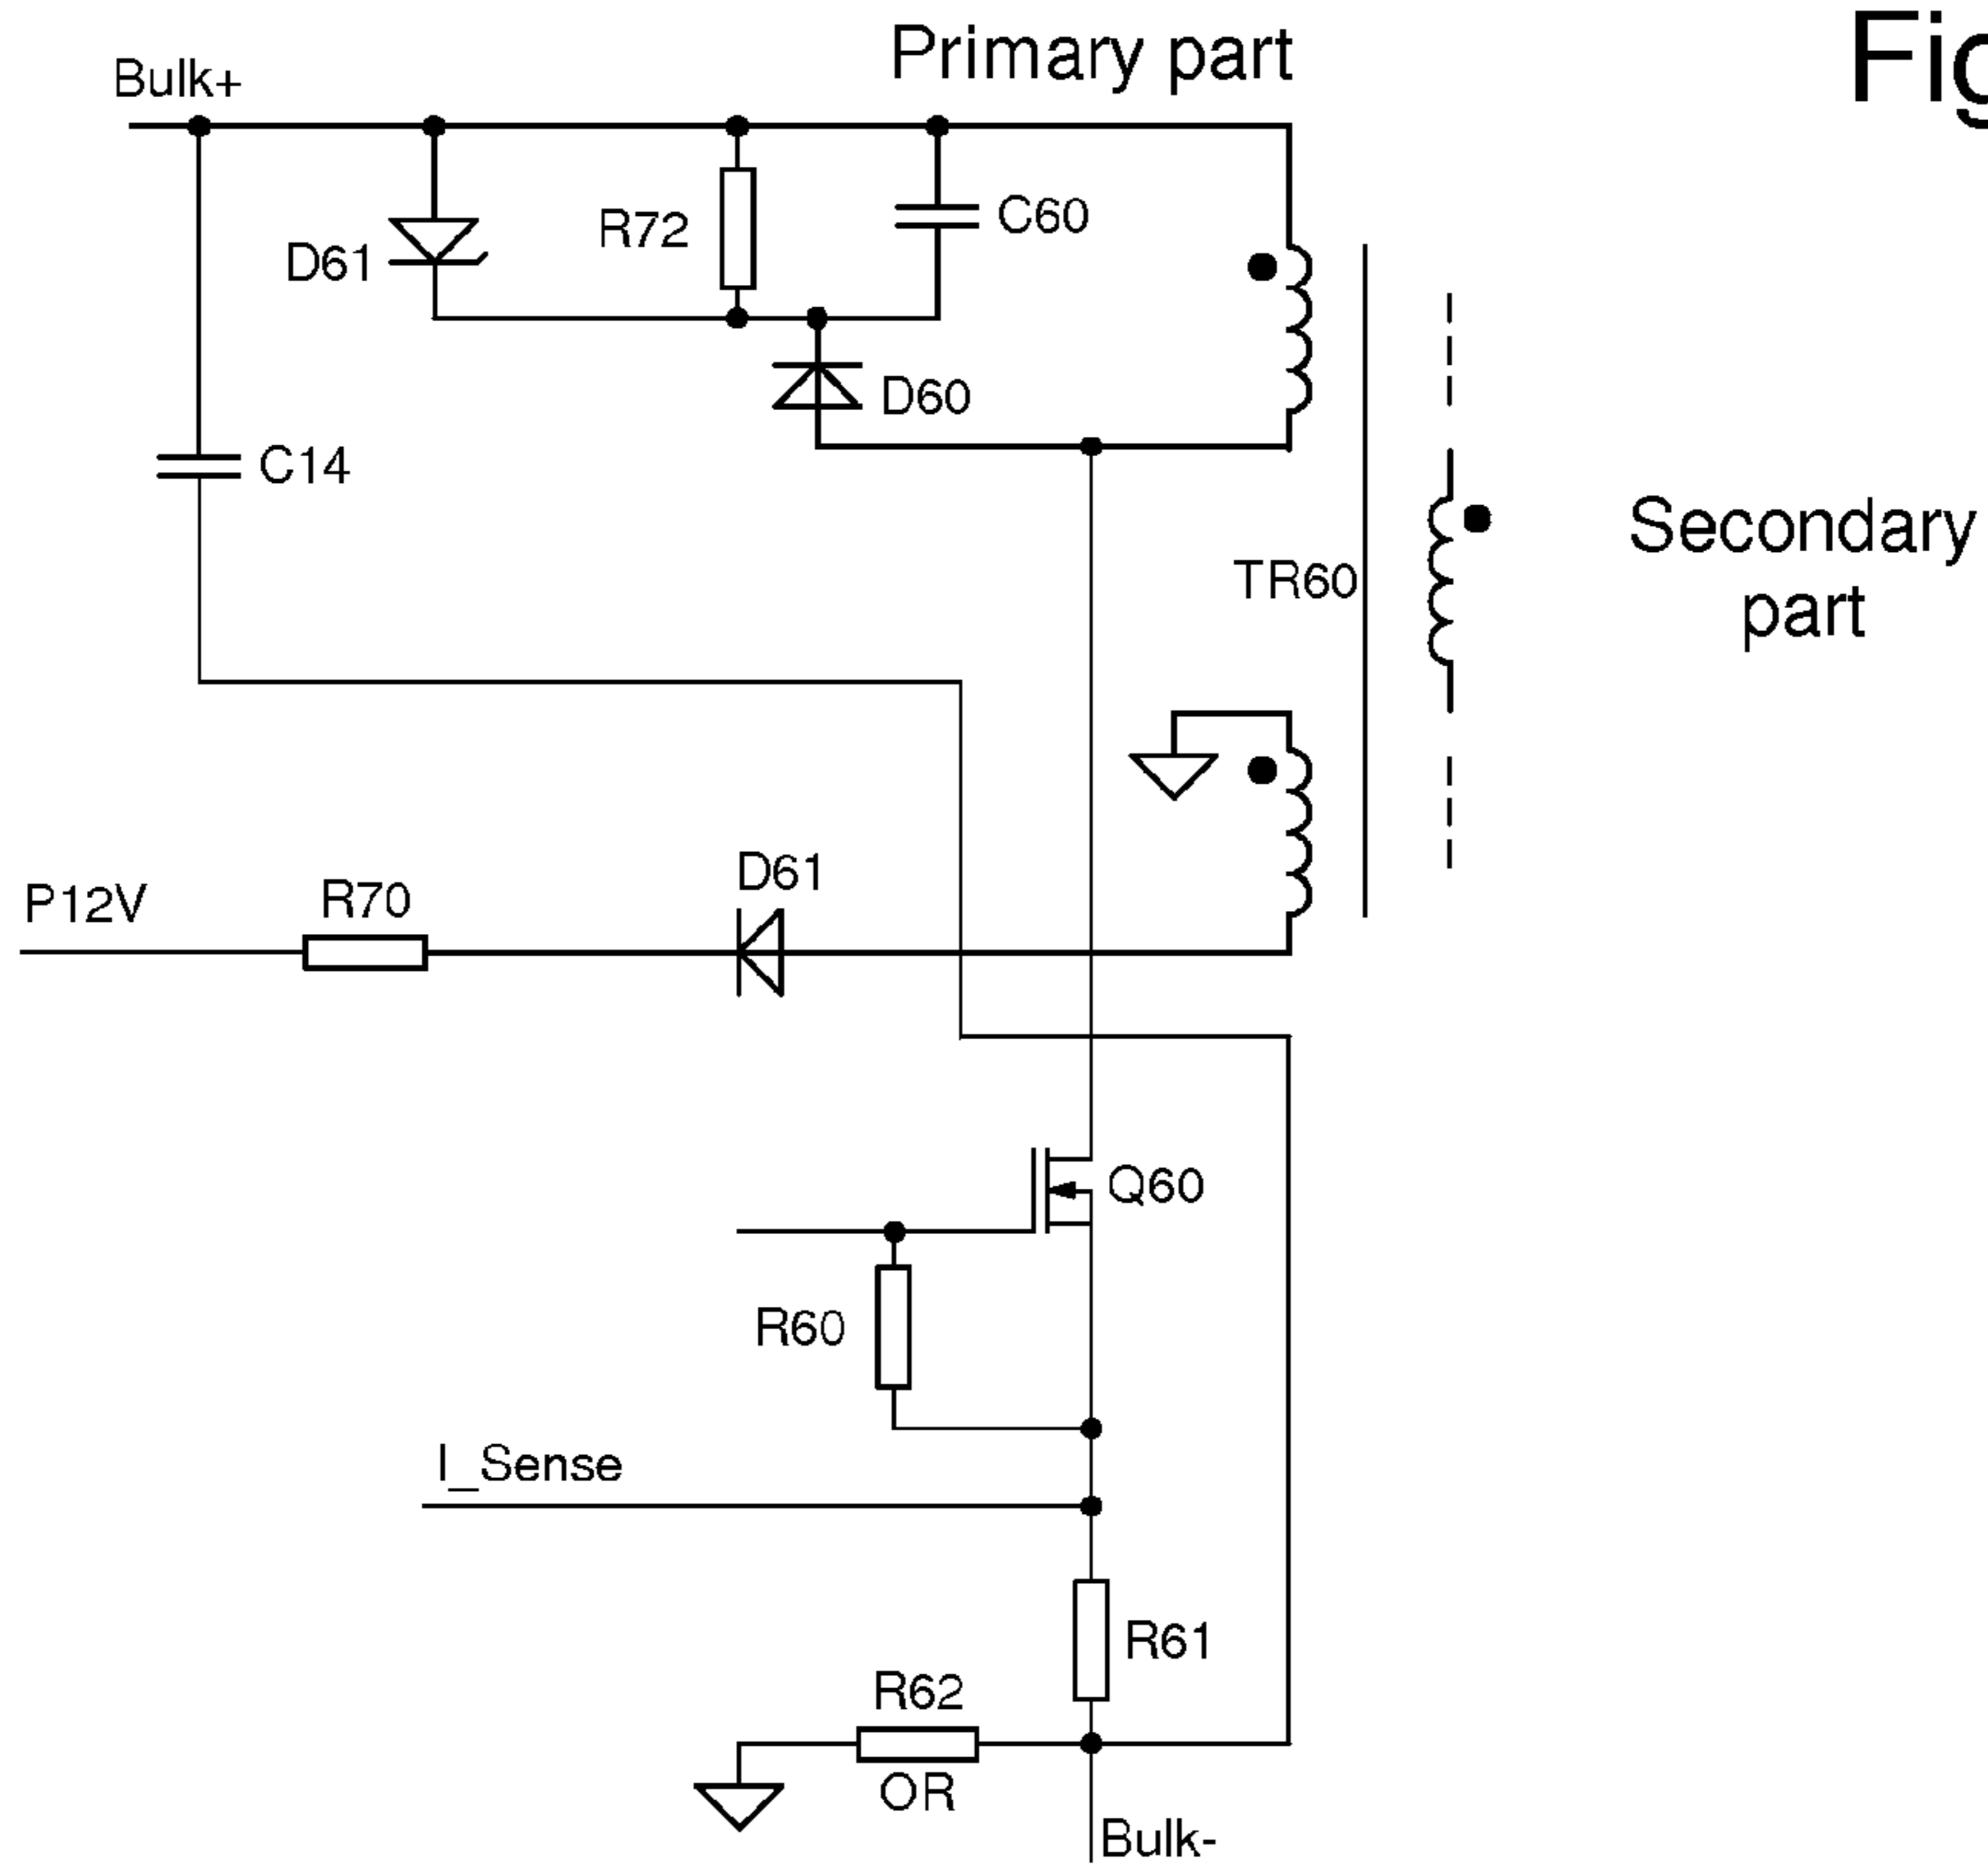 Primary part
Fig
Bulk+
R72
C60
D61
D60
C14
Secondary
part
TR60
D61
P12V
R70
Q60
R60
I_Sense
R61
R62
OR
Bulk-